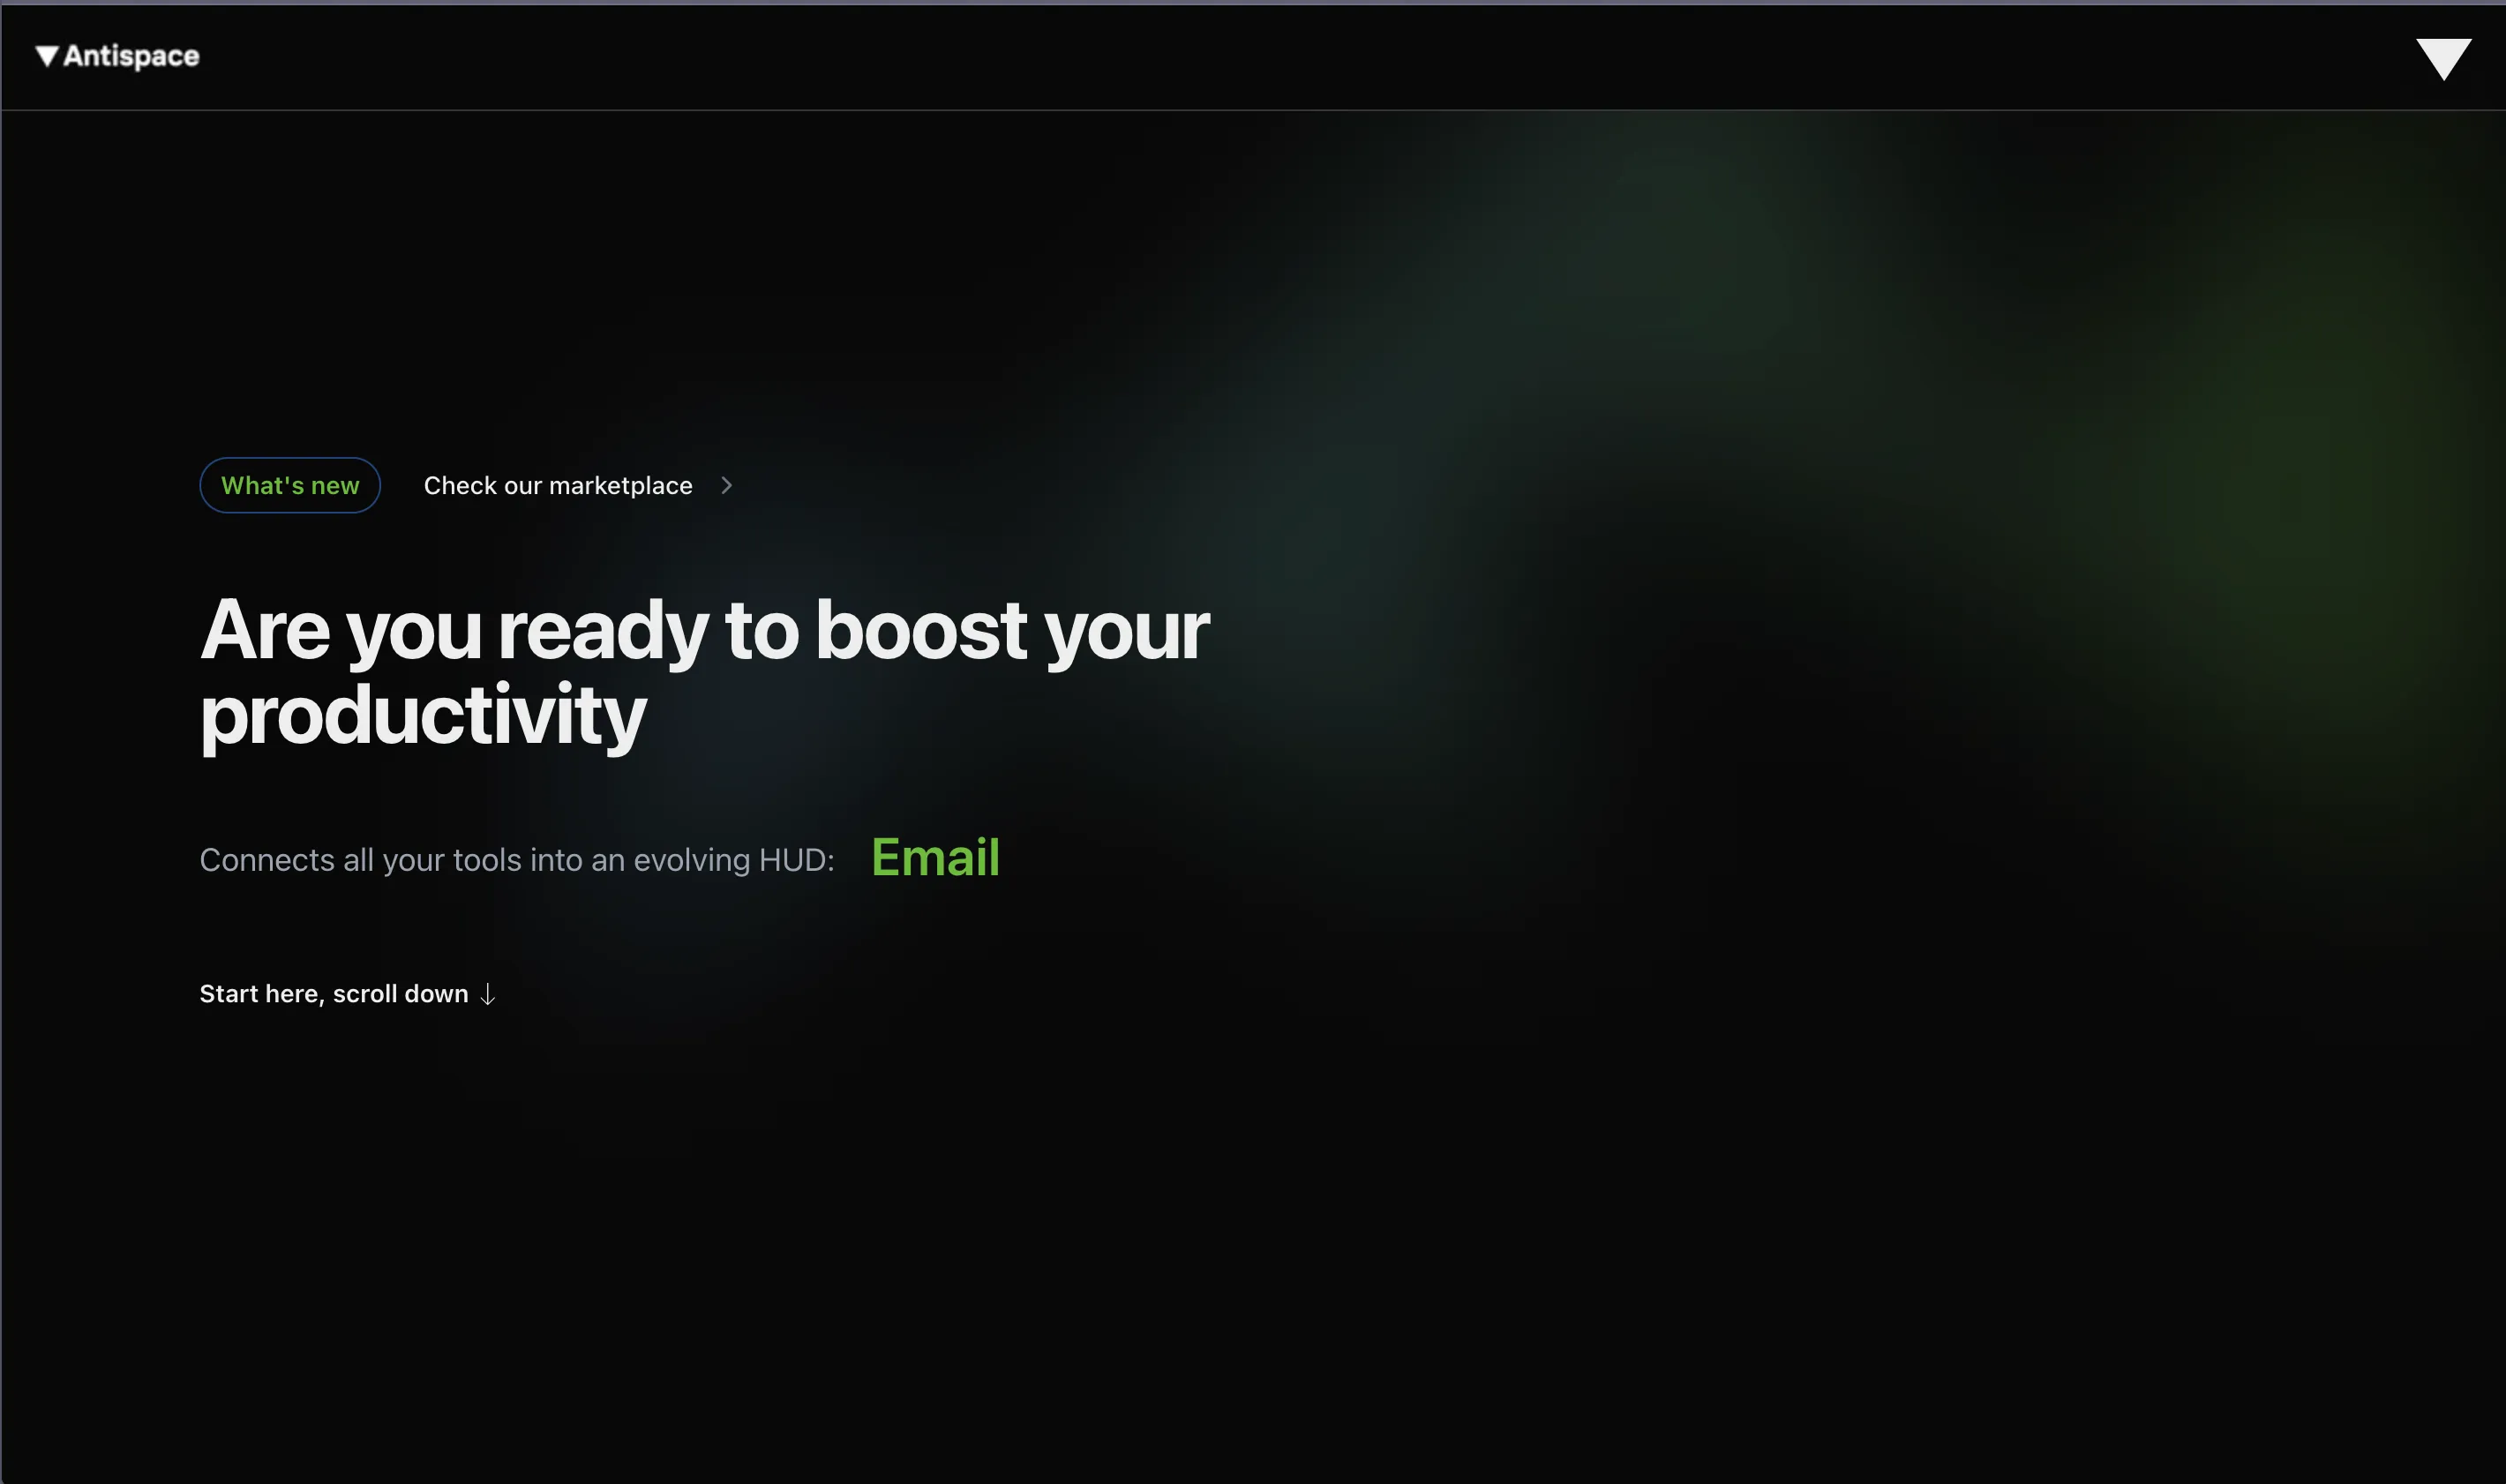 Antispace
What's new
Check our marketplace
Are you ready to boost your
productivity
Connects all your tools into an evolving HUD: Email
Start here, scroll down ↓